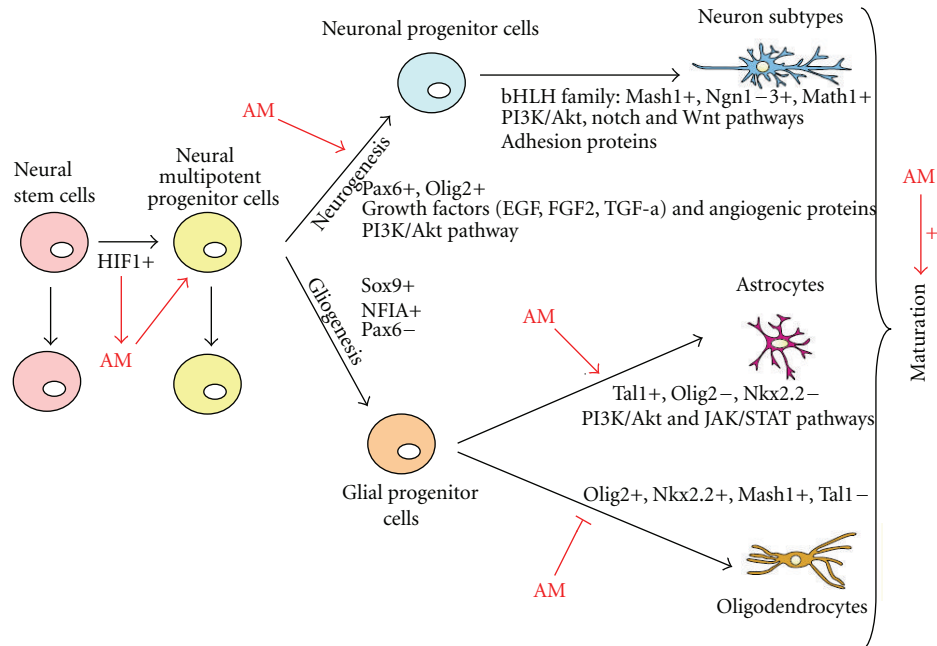 Neuronal progenitor cells
Neuron subtypes
bHLH family: Mash1+, Ngn1−3+, Math1+
PI3K/Akt, notch and Wnt pathways
Adhesion proteins
AM
Neural
stem cells
Neural
multipotent
progenitor cells
HIF1+
AM
Neurogenesis
Pax6+, Olig2+
Growth factors (EGF, FGF2, TGF-a) and angiogenic proteins
PI3K/Akt pathway
Gliogenesis
Sox9+
NFIA+
Pax6−
Glial progenitor
cells
AM
Astrocytes
Tal1+, Olig2−, Nkx2.2−
PI3K/Akt and JAK/STAT pathways
Olig2+, Nkx2.2+, Mash1+, Tal1−
AM
Oligodendrocytes
AM
+
Maturation